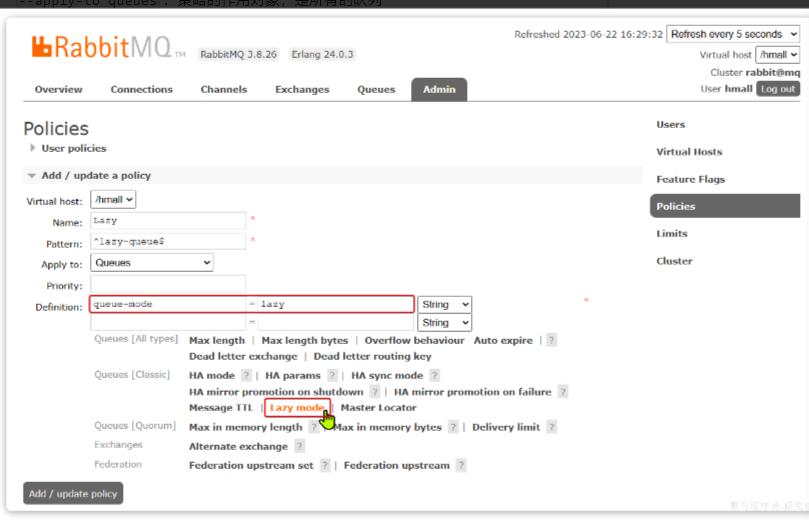 --apply-to queues : 策略的作用对象，是所有的队列
RabbitMQ TM RabbitMQ 3.8.26 Erlang 24.0.3
Refreshed 2023-06-22 16:29:32 Refresh every 5 seconds
Virtual host /hmall
Cluster rabbit@mq
User hmall Log out
Overview Connections Channels Exchanges Queues Admin
Policies
User policies
Add / update a policy
Virtual host: /hmall
Name: Lazy *
Pattern: ^lazy-queue$ *
Apply to: Queues
Priority:
Definition: queue-mode = lazy String *
= String
Queues [All types] Max length | Max length bytes | Overflow behaviour Auto expire | ?
Dead letter exchange | Dead letter routing key
Queues [Classic] HA mode ? | HA params ? | HA sync mode ?
HA mirror promotion on shutdown ? | HA mirror promotion on failure ?
Message TTL | Lazy mode | Master Locator
Queues [Quorum] Max in memory length ? | Max in memory bytes ? | Delivery limit ?
Exchanges Alternate exchange ?
Federation Federation upstream set ? | Federation upstream ?
Add / update policy
Users
Virtual Hosts
Feature Flags
Policies
Limits
Cluster